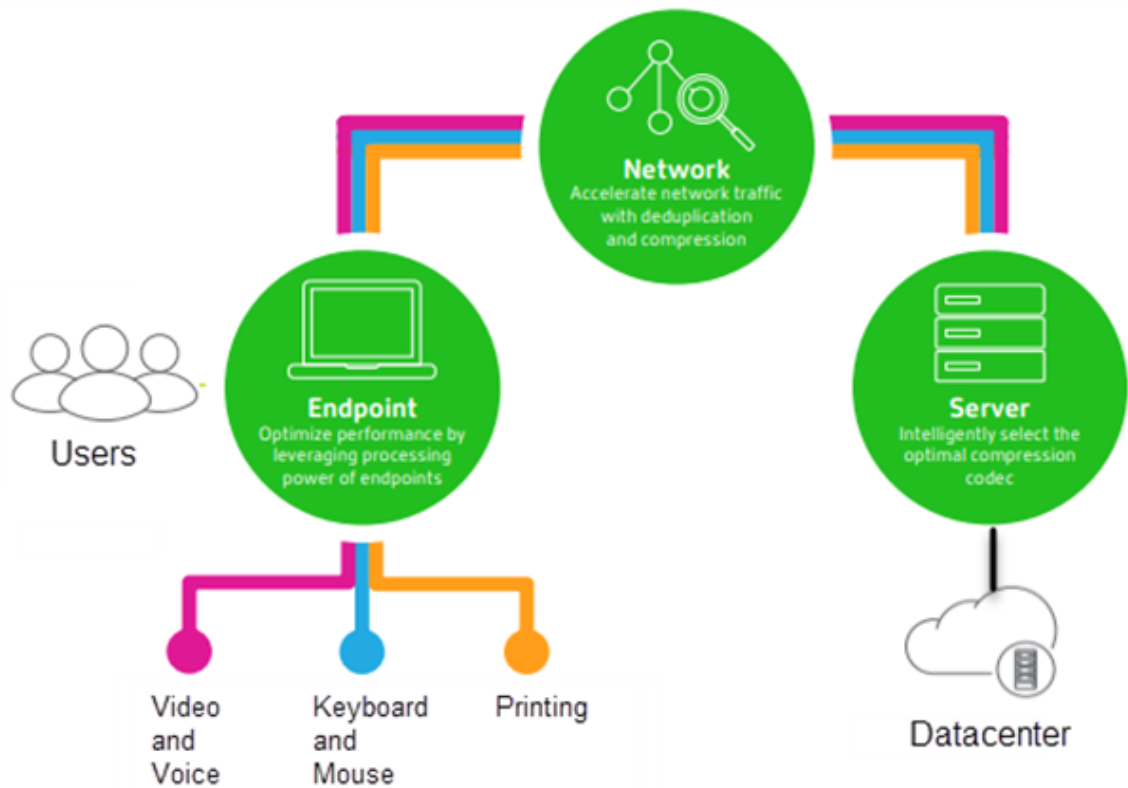 Network
Accelerate network traffic
with deduplication
and compression
Endpoint
Optimize performance by
leveraging processing
power of endpoints
Server
Intelligently select the
optimal compression
codec
Users
Video
and
Voice
Keyboard
and
Mouse
Printing
Datacenter